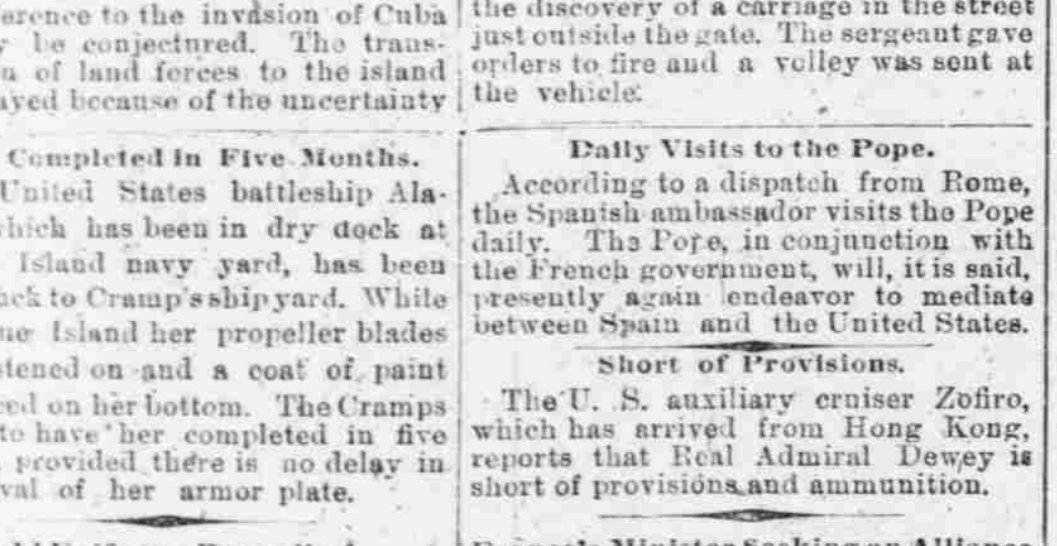 erence to the invasion of Cuba
be conjectured. The trans-
n of land forces to the island
ayed because of the uncertainty
Completed in Five Months.
United States battleship Ala-
hich has been in dry dock at
Island navy yard, has been
ack to Cramp's shipyard. While
ue Island her propeller blades
tened on and a coat of paint
ced on her bottom. The Cramps
to have her completed in five
provided there is no delay in
val of her armor plate.
the discovery of a carriage in the street
just outside the gate. The sergeant gave
orders to fire and a volley was sent at
the vehicle.
Daily Visits to the Pope.
According to a dispatch from Rome,
the Spanish ambassador visits the Pope
daily. The Pope, in conjunction with
the French government, will, it is said,
presently again endeavor to mediate
between Spain and the United States.
Short of Provisions.
The U. S. auxiliary cruiser Zofiro,
which has arrived from Hong Kong,
reports that Real Admiral Dewey is
short of provisions and ammunition.